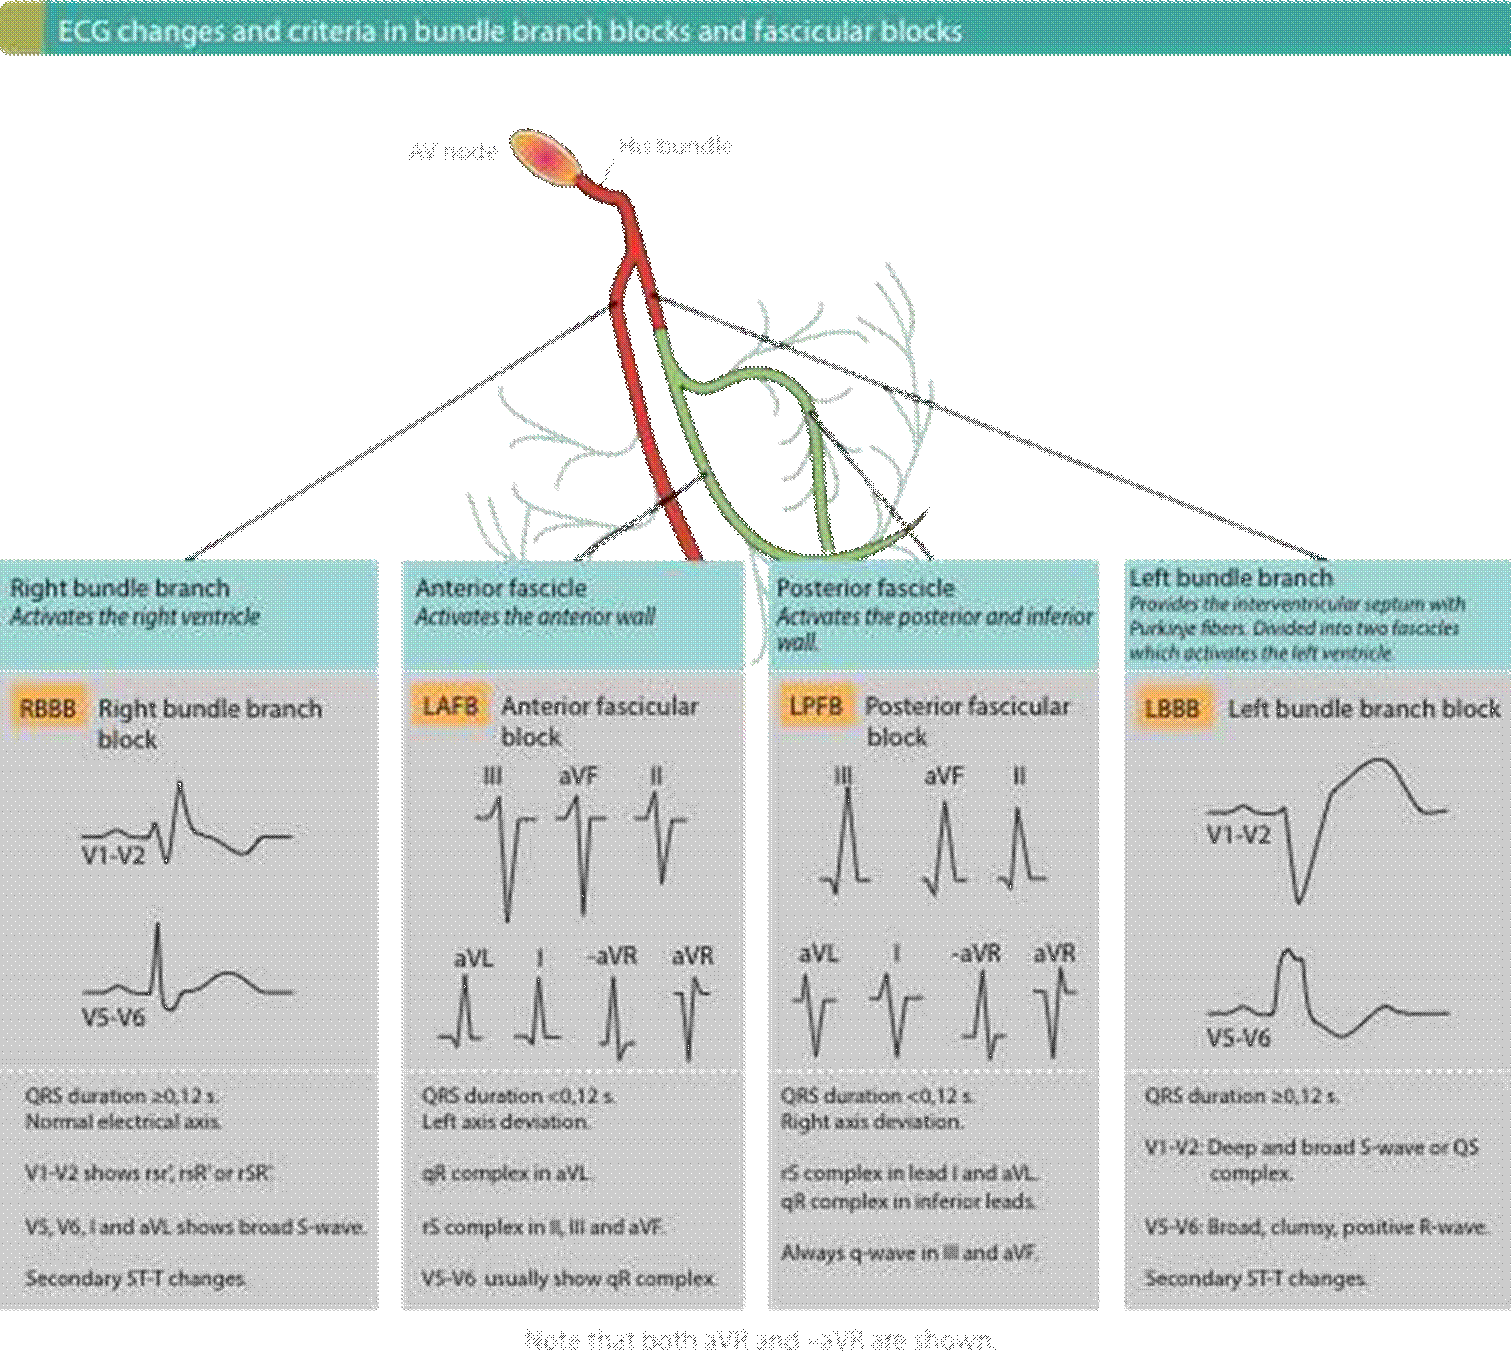 ECG changes and criteria in bundle branch blocks and fascicular blocks
AV node
His bundle
Right bundle branch
Activates the right ventricle
Anterior fascicle
Activates the anterior wall
Posterior fascicle
Activates the posterior and inferior
wall.
Left bundle branch
Provides the interventricular septum with
Purkinje fibers. Divided into two fascicles
which activates the left ventricle.
RBBB Right bundle branch
block
V1-V2
V5-V6
QRS duration ≥0,12 s.
Normal electrical axis.
V1-V2 shows rsr', rsR' or rSR'.
V5, V6, I and aVL shows broad S-wave.
Secondary ST-T changes.
LAFB Anterior fascicular
block
III aVF II
aVL I -aVR aVR
QRS duration <0,12 s.
Left axis deviation.
qR complex in aVL.
rS complex in II, III and aVF.
V5-V6 usually show qR complex.
LPFB Posterior fascicular
block
III aVF II
aVL I -aVR aVR
QRS duration <0,12 s.
Right axis deviation.
rS complex in lead I and aVL.
qR complex in inferior leads.
Always q-wave in III and aVF.
LBBB Left bundle branch block
V1-V2
V5-V6
QRS duration ≥0,12 s.
V1-V2: Deep and broad S-wave or QS
complex.
V5-V6: Broad, clumsy, positive R-wave.
Secondary ST-T changes.
Note that both aVR and -aVR are shown.